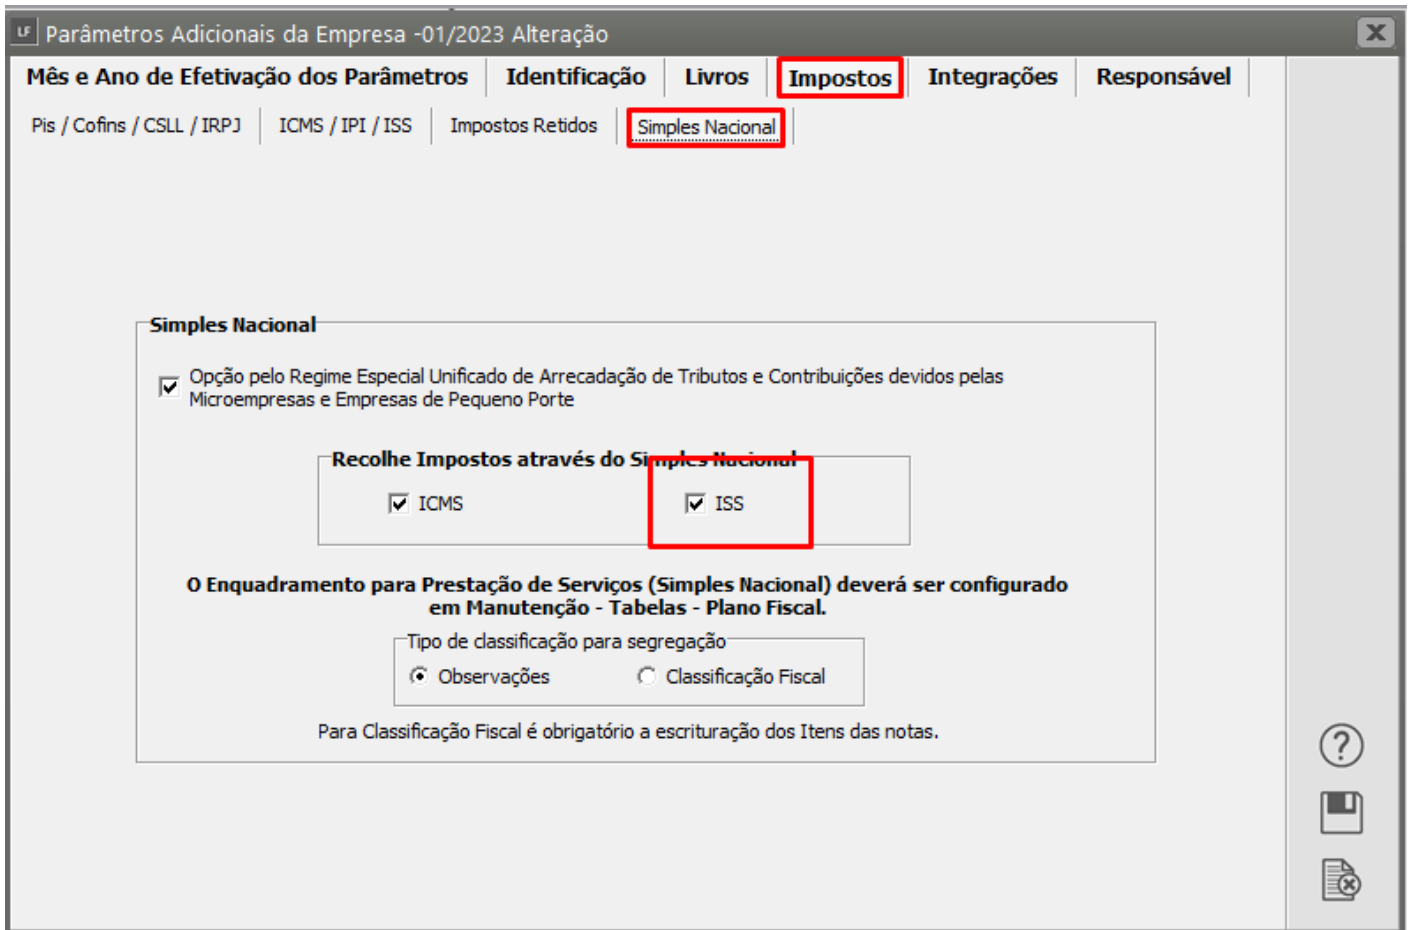 LF Parâmetros Adicionais da Empresa -01/2023 Alteração
Mês e Ano de Efetivação dos Parâmetros Identificação Livros Impostos Integrações Responsável
Pis / Cofins / CSLL / IRPJ ICMS / IPI / ISS Impostos Retidos Simples Nacional
Simples Nacional
Opção pelo Regime Especial Unificado de Arrecadação de Tributos e Contribuições devidos pelas
Microempresas e Empresas de Pequeno Porte
Recolhe Impostos através do Simples Nacional
ICMS ISS
O Enquadramento para Prestação de Serviços (Simples Nacional) deverá ser configurado
em Manutenção - Tabelas - Plano Fiscal.
Tipo de classificação para segregação
Observações Classificação Fiscal
Para Classificação Fiscal é obrigatório a escrituração dos Itens das notas.